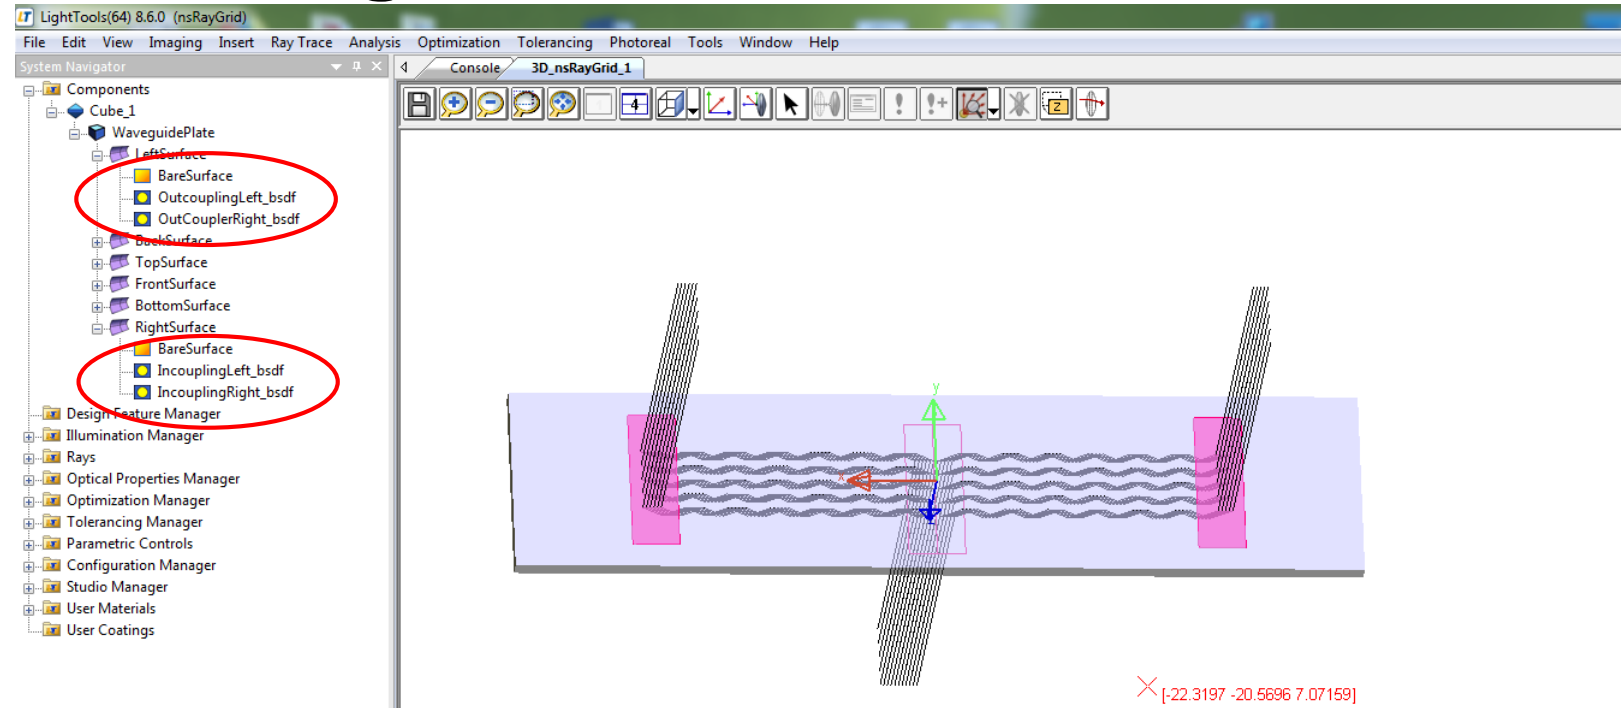 LightTools(64) 8.6.0 (nsRayGrid)
File Edit View Imaging Insert Ray Trace Analysis Optimization Tolerancing Photoreal Tools Window Help
System Navigator
Console 3D_nsRayGrid_1
Components
Cube_1
WaveguidePlate
LeftSurface
BareSurface
OutcouplingLeft_bsdf
OutCouplerRight_bsdf
BackSurface
TopSurface
FrontSurface
BottomSurface
RightSurface
BareSurface
IncouplingLeft_bsdf
IncouplingRight_bsdf
Design Feature Manager
Illumination Manager
Rays
Optical Properties Manager
Optimization Manager
Tolerancing Manager
Parametric Controls
Configuration Manager
Studio Manager
User Materials
User Coatings
4
Z
y
x
[-22.3197 -20.5696 7.07159]